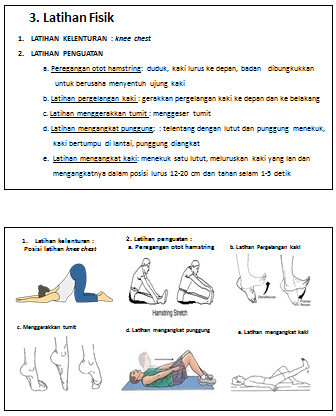 3. Latihan Fisik
1. LATIHAN KELENTURAN : knee chest
2. LATIHAN PENGUATAN
a. Peregangan otot hamstring: duduk, kaki lurus ke depan, badan dibungkukkan
untuk berusaha menyentuh ujung kaki
b. Latihan pergelangan kaki : gerakkan pergelangan kaki ke depan dan ke belakang
c. Latihan menggerakkan tumit : menggeser tumit
d. Latihan mengangkat punggung: : telentang dengan lutut dan punggung menekuk,
kaki bertumpu di lantai, punggung diangkat
e. Latihan mengangkat kaki: menekuk satu lutut, meluruskan kaki yang lan dan
mengangkatnya dalam posisi lurus 12-20 cm dan tahan selam 1-5 detik
1. Latihan kelenturan :
Posisi latihan knee chest
2. Latihan penguatan :
a. Peregangan otot hamstring
b. Latihan Pergelangan kaki
Hamstring Stretch
c. Menggerakkan tumit
d. Latihan mengangkat punggung
e. Latihan mengangkat kaki